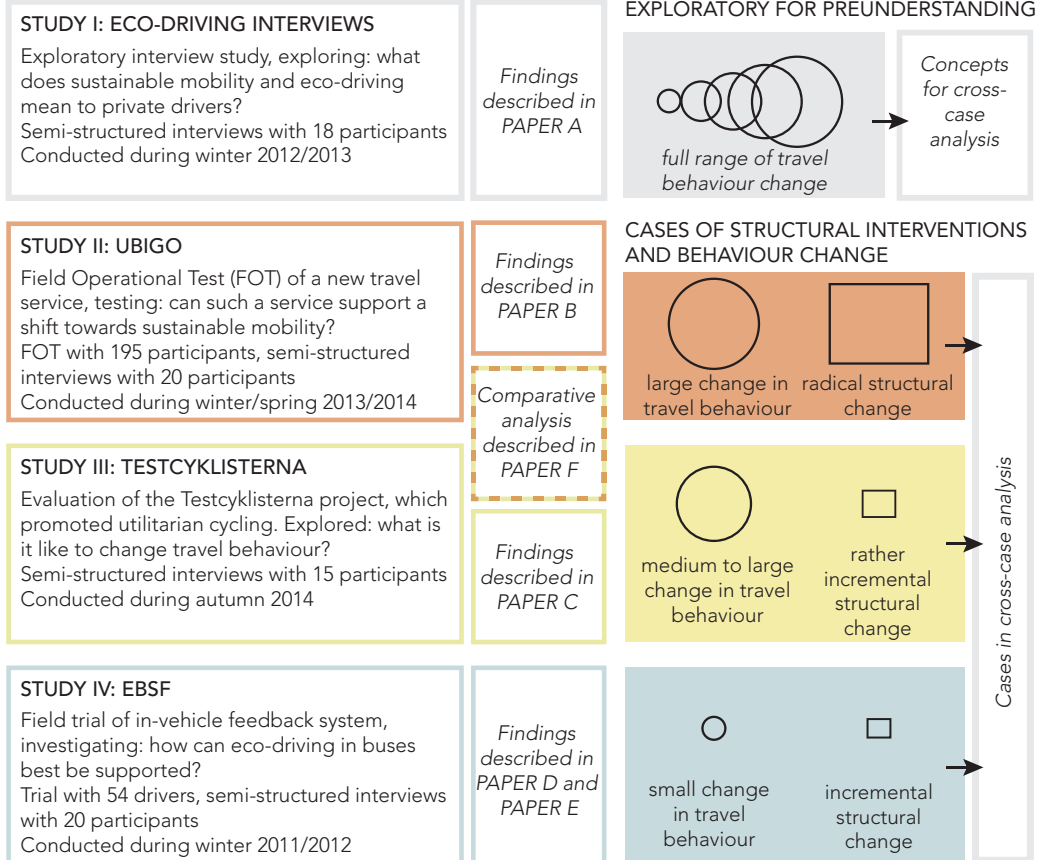 STUDY I: ECO-DRIVING INTERVIEWS
Exploratory interview study, exploring: what
does sustainable mobility and eco-driving
mean to private drivers?
Semi-structured interviews with 18 participants
Conducted during winter 2012/2013
Findings
described in
PAPER A
EXPLORATORY FOR PREUNDERSTANDING
full range of travel
behaviour change
Concepts
for cross-
case
analysis
STUDY II: UBIGO
Field Operational Test (FOT) of a new travel
service, testing: can such a service support a
shift towards sustainable mobility?
FOT with 195 participants, semi-structured
interviews with 20 participants
Conducted during winter/spring 2013/2014
Findings
described in
PAPER B
Comparative
analysis
described in
PAPER F
CASES OF STRUCTURAL INTERVENTIONS
AND BEHAVIOUR CHANGE
large change in
travel behaviour
radical structural
change
STUDY III: TESTCYKLISTERNA
Evaluation of the Testcyklisterna project, which
promoted utilitarian cycling. Explored: what is
it like to change travel behaviour?
Semi-structured interviews with 15 participants
Conducted during autumn 2014
Findings
described in
PAPER C
medium to large
change in travel
behaviour
rather
incremental
structural
change
STUDY IV: EBSF
Field trial of in-vehicle feedback system,
investigating: how can eco-driving in buses
best be supported?
Trial with 54 drivers, semi-structured interviews
with 20 participants
Conducted during winter 2011/2012
Findings
described in
PAPER D and
PAPER E
small change
in travel
behaviour
incremental
structural
change
Cases in cross-case analysis